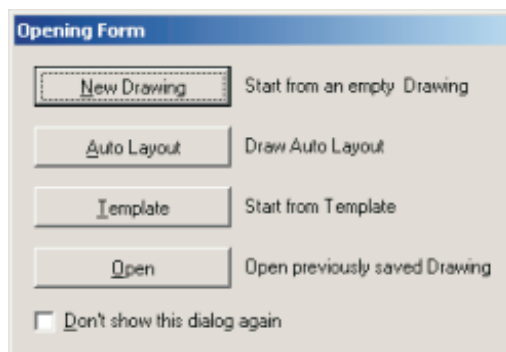 Opening Form
New Drawing Start from an empty Drawing
Auto Layout Draw Auto Layout
Template Start from Template
Open Open previously saved Drawing
Don't show this dialog again